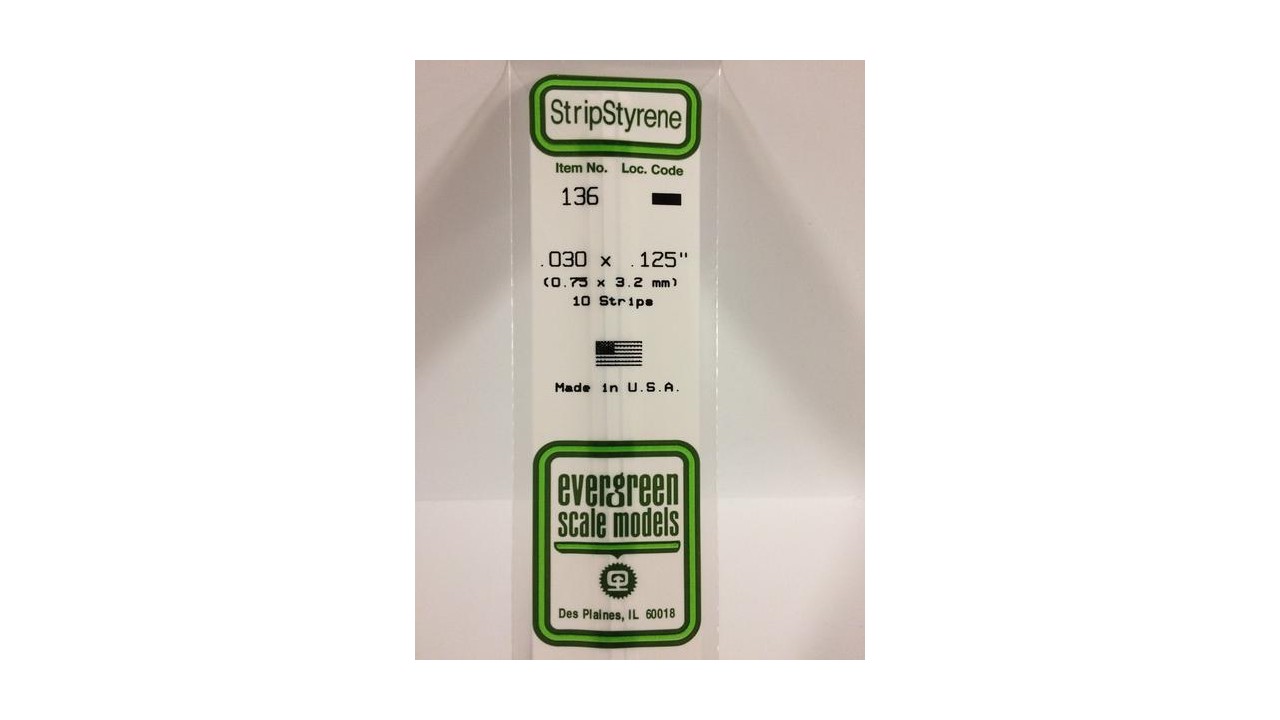 StripStyrene
Item No. Loc. Code
136
.030 x .125"
(0.75 x 3.2 mm)
10 Strips
Made in U.S.A.
evergreen
scale models
Des Plaines, IL 60018